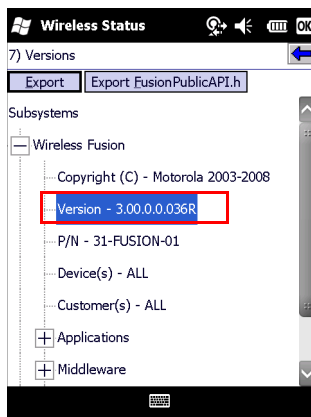 Wireless Status OK
7) Versions
Export Export FusionPublicAPI.h
Subsystems
Wireless Fusion
Copyright (C) - Motorola 2003-2008
Version - 3.00.0.0.036R
P/N - 31-FUSION-01
Device(s) - ALL
Customer(s) - ALL
Applications
Middleware